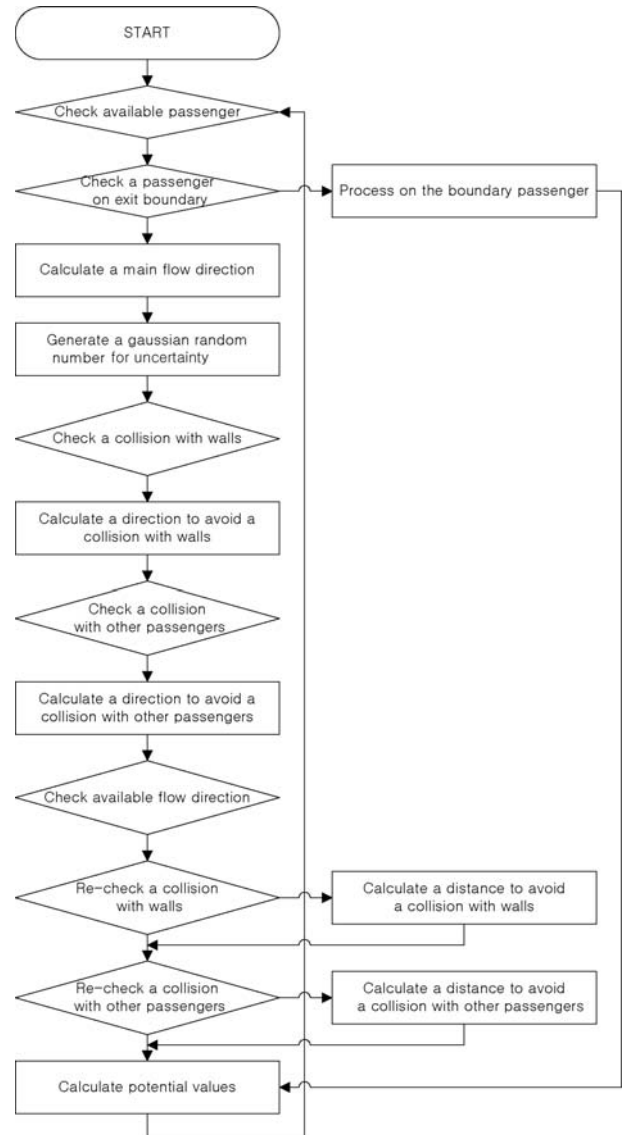 START
Check available passenger
Check a passenger
on exit boundary
Process on the boundary passenger
Calculate a main flow direction
Generate a gaussian random
number for uncertainty
Check a collision with walls
Calculate a direction to avoid a
collision with walls
Check a collision
with other passengers
Calculate a direction to avoid a
collision with other passengers
Check available flow direction
Re-check a collision
with walls
Calculate a distance to avoid
a collision with walls
Re-check a collision
with other passengers
Calculate a distance to avoid
a collision with other passengers
Calculate potential values